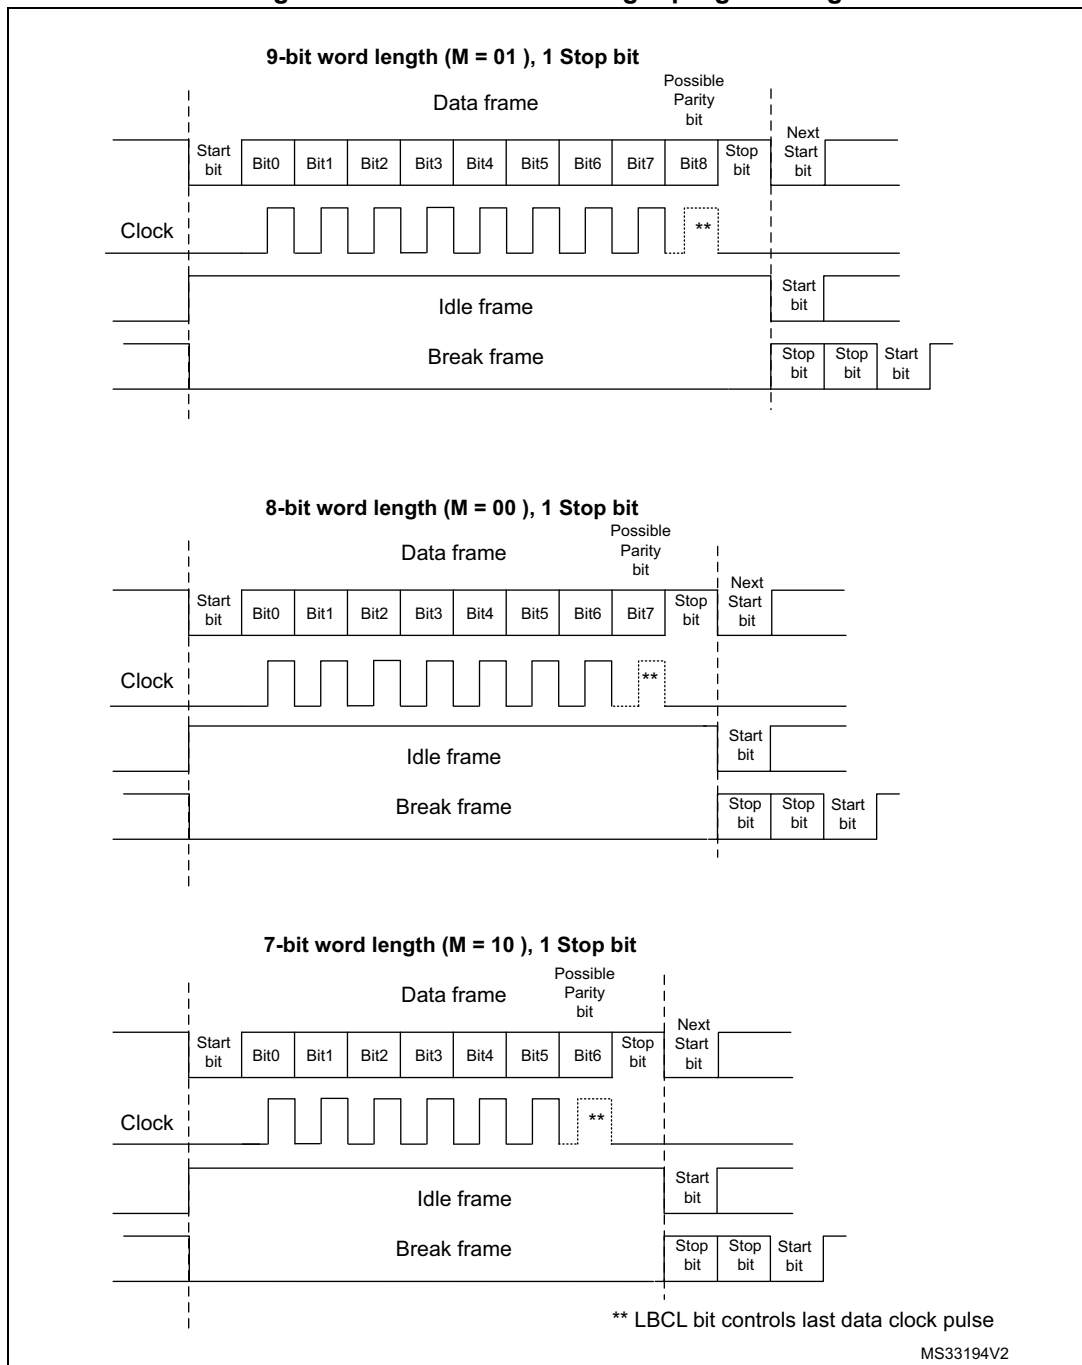 9-bit word length (M = 01 ), 1 Stop bit
Data frame
Possible
Parity
bit
Start
bit
Bit0 Bit1 Bit2 Bit3 Bit4 Bit5 Bit6 Bit7 Bit8
Stop
bit
Next
Start
bit
Clock
**
Idle frame
Start
bit
Break frame
Stop
bit
Stop
bit
Start
bit
8-bit word length (M = 00 ), 1 Stop bit
Data frame
Possible
Parity
bit
Start
bit
Bit0 Bit1 Bit2 Bit3 Bit4 Bit5 Bit6 Bit7
Stop
bit
Next
Start
bit
Clock
**
Idle frame
Start
bit
Break frame
Stop
bit
Stop
bit
Start
bit
7-bit word length (M = 10 ), 1 Stop bit
Data frame
Possible
Parity
bit
Start
bit
Bit0 Bit1 Bit2 Bit3 Bit4 Bit5 Bit6
Stop
bit
Next
Start
bit
Clock
**
Idle frame
Start
bit
Break frame
Stop
bit
Stop
bit
Start
bit
** LBCL bit controls last data clock pulse
MS33194V2